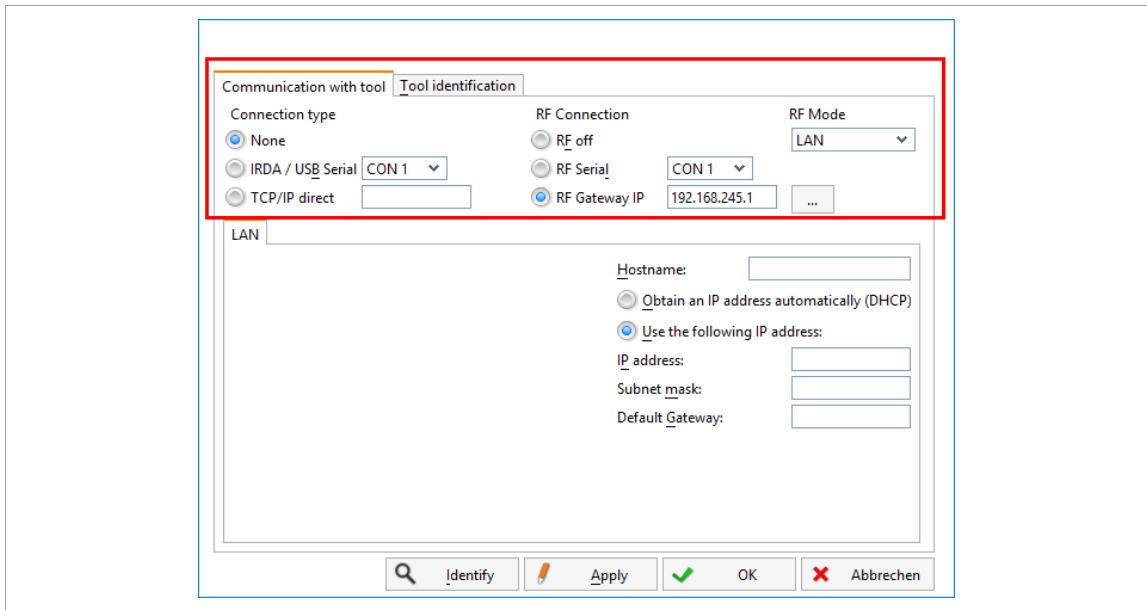 Communication with tool Tool identification
Connection type RF Connection RF Mode
None RF off LAN
IRDA / USB Serial CON 1 RF Serial CON 1
TCP/IP direct RF Gateway IP 192.168.245.1 ...
LAN
Hostname:
Obtain an IP address automatically (DHCP)
Use the following IP address:
IP address:
Subnet mask:
Default Gateway:
Identify Apply OK Abbrechen